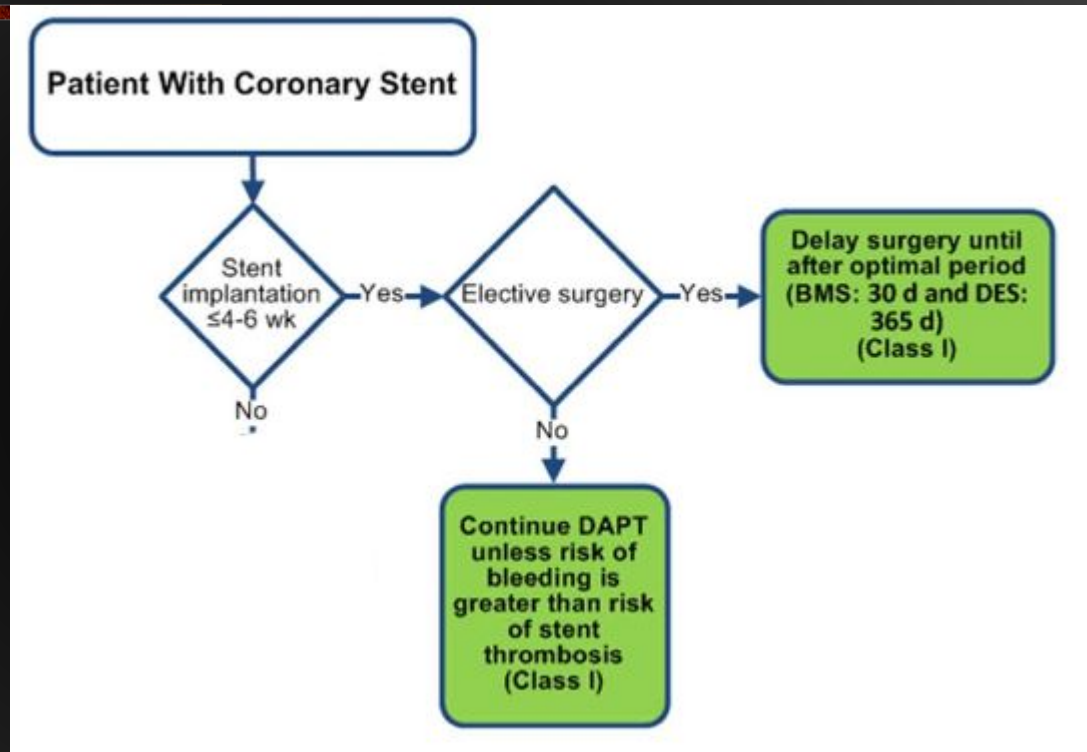 Patient With Coronary Stent
Stent
implantation
≤4-6 wk
Yes
Elective surgery
Yes
Delay surgery until
after optimal period
(BMS: 30 d and DES:
365 d)
(Class I)
No
No
Continue DAPT
unless risk of
bleeding is
greater than risk
of stent
thrombosis
(Class I)